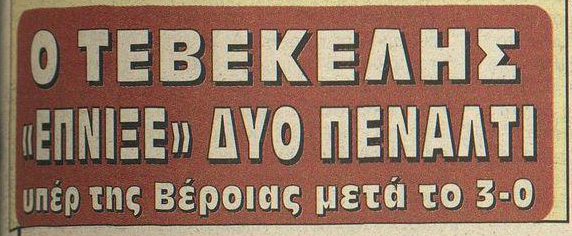 Ο ΤΕΒΕΚΕΛΗΣ
«ΕΠΝΙΞΕ» ΔΥΟ ΠΕΝΑΛΤΙ
υπέρ της Βέροιας μετά το 3-0